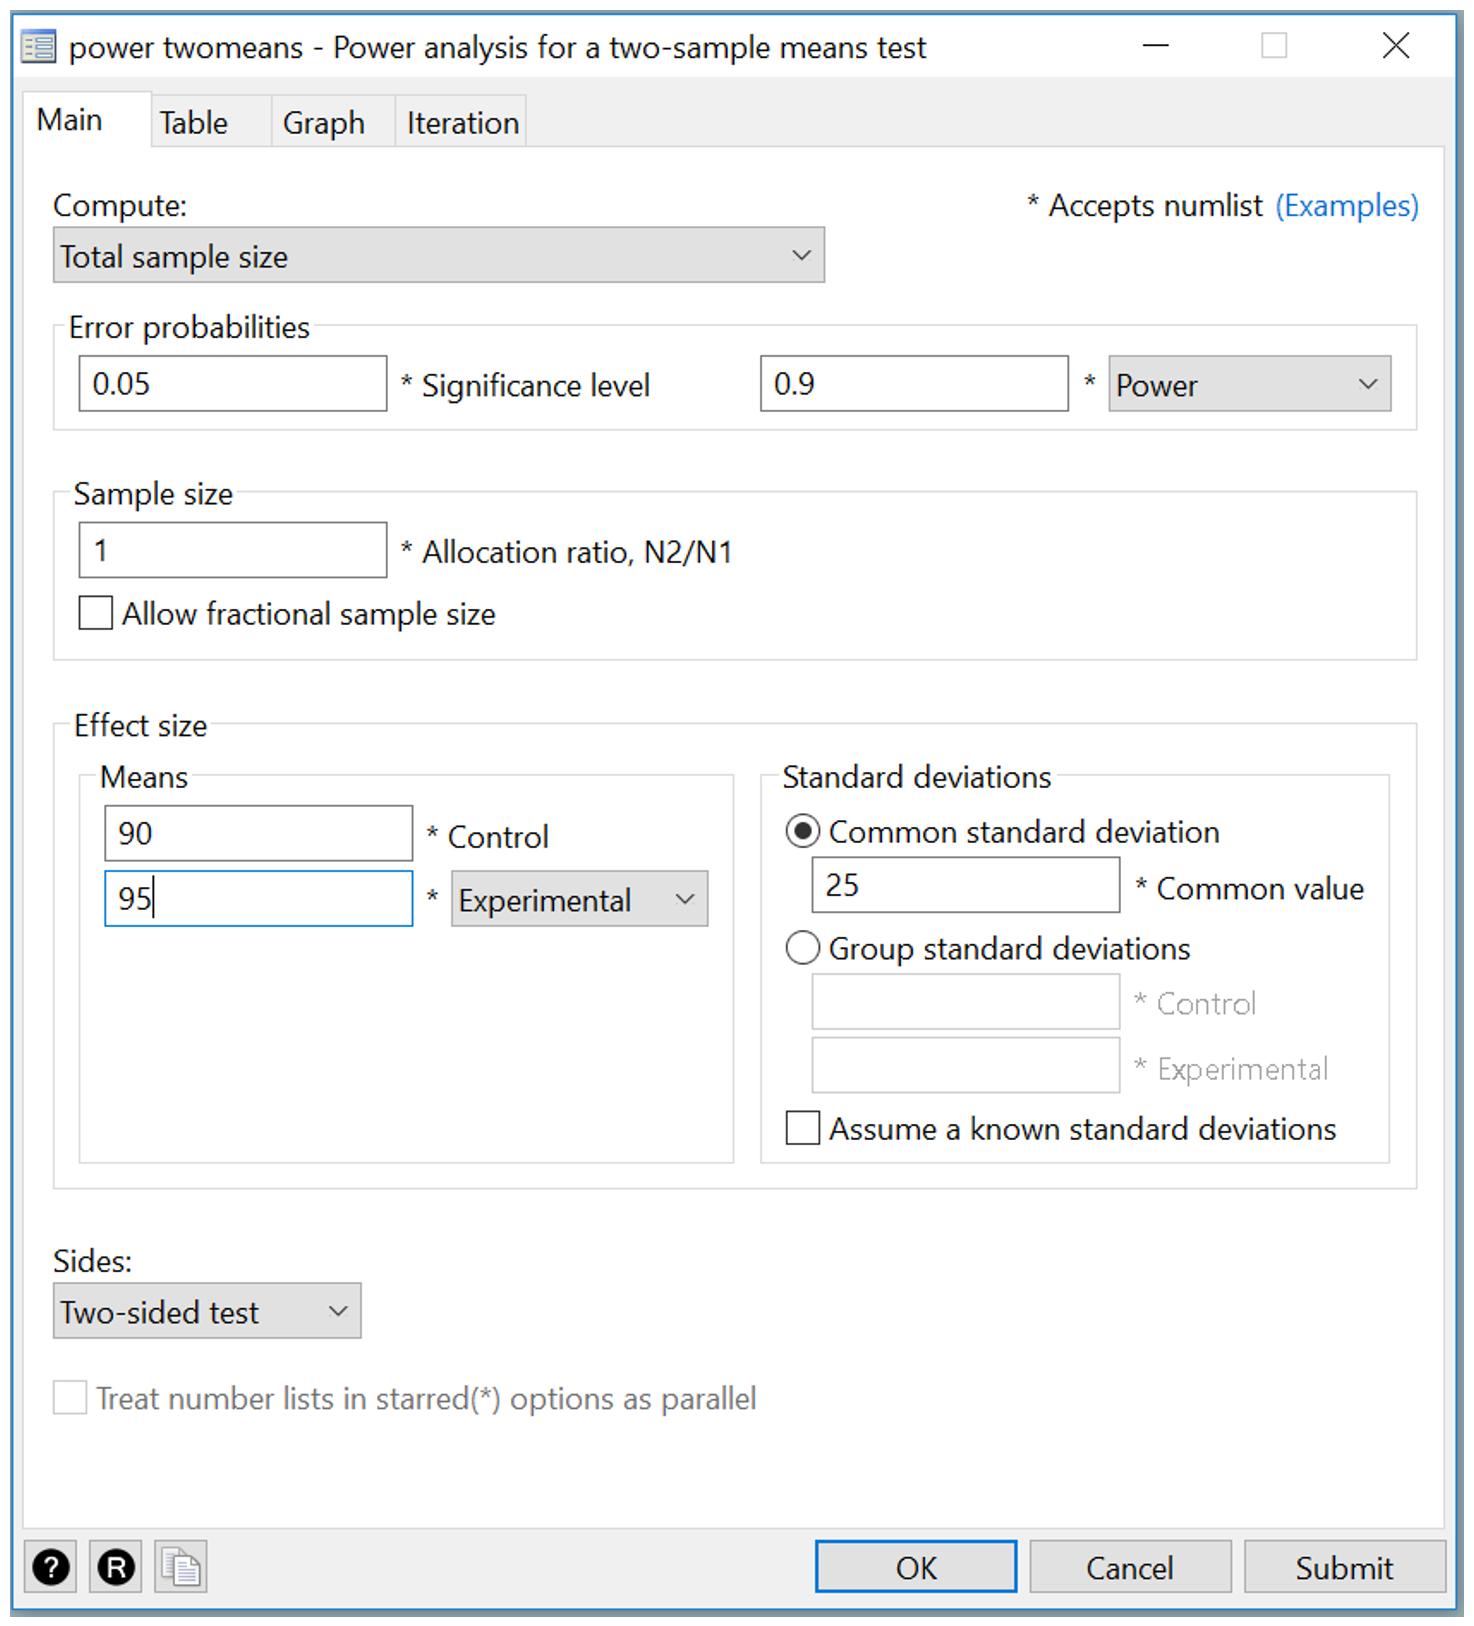 power twomeans - Power analysis for a two-sample means test
Main Table Graph Iteration
Compute: * Accepts numlist (Examples)
Total sample size
Error probabilities
0.05 * Significance level 0.9 * Power
Sample size
1 * Allocation ratio, N2/N1
Allow fractional sample size
Effect size
Means
90 * Control
95 * Experimental
Standard deviations
Common standard deviation
25 * Common value
Group standard deviations
* Control
* Experimental
Assume a known standard deviations
Sides:
Two-sided test
Treat number lists in starred(*) options as parallel
? R OK Cancel Submit